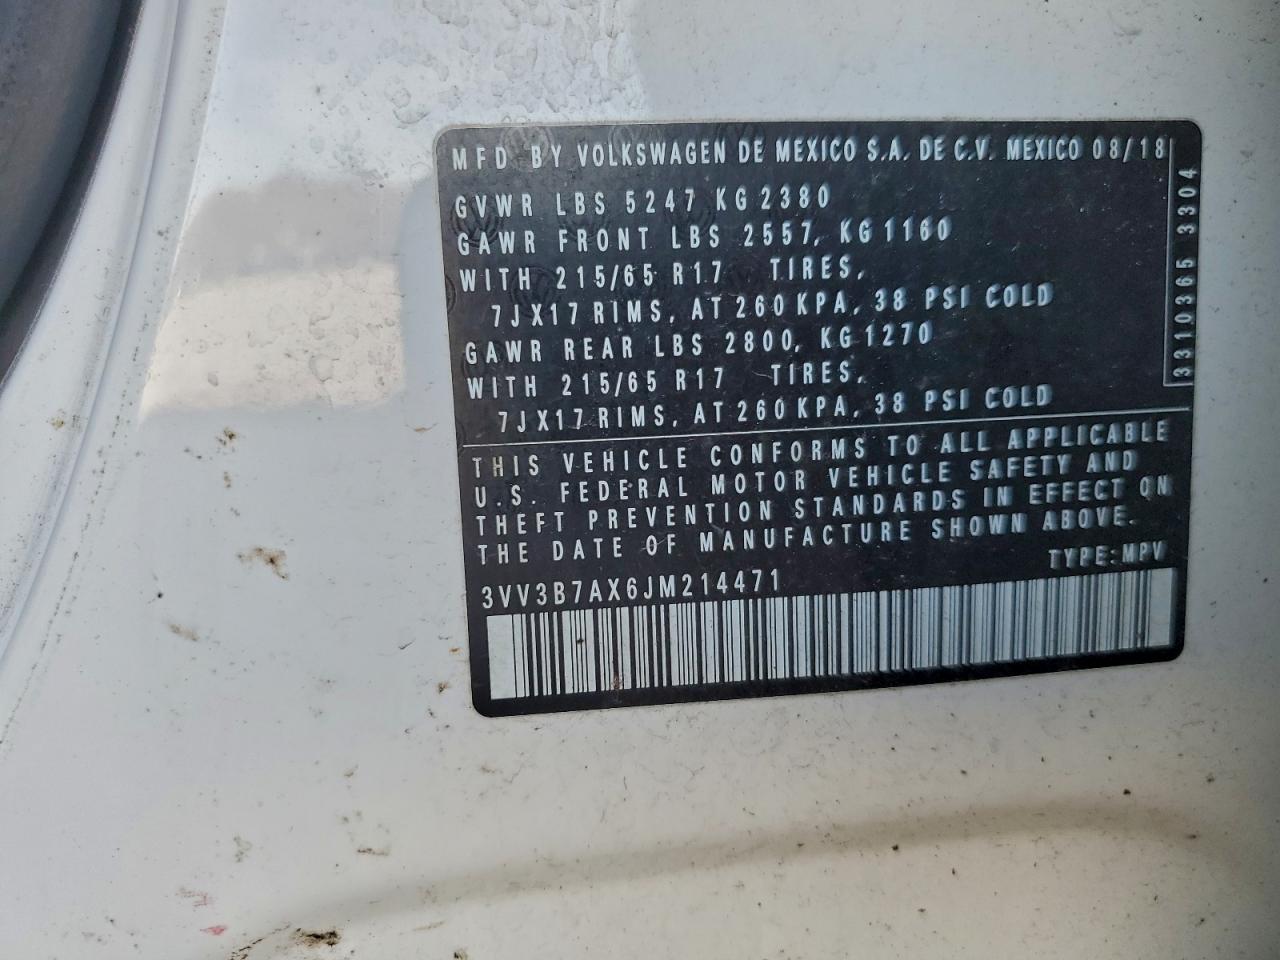 MFD BY VOLKSWAGEN DE MEXICO S.A. DE C.V. MEXICO 08/18
GVWR LBS 5247 KG 2380
GAWR FRONT LBS 2557, KG 1160
WITH 215/65 R17 TIRES,
7JX17 RIMS, AT 260 KPA, 38 PSI COLD
GAWR REAR LBS 2800, KG 1270
WITH 215/65 R17 TIRES,
7JX17 RIMS, AT 260 KPA, 38 PSI COLD
3310365 3304
THIS VEHICLE CONFORMS TO ALL APPLICABLE
U.S. FEDERAL MOTOR VEHICLE SAFETY AND
THEFT PREVENTION STANDARDS IN EFFECT ON
THE DATE OF MANUFACTURE SHOWN ABOVE.
TYPE: MPV
3VV3B7AX6JM214471